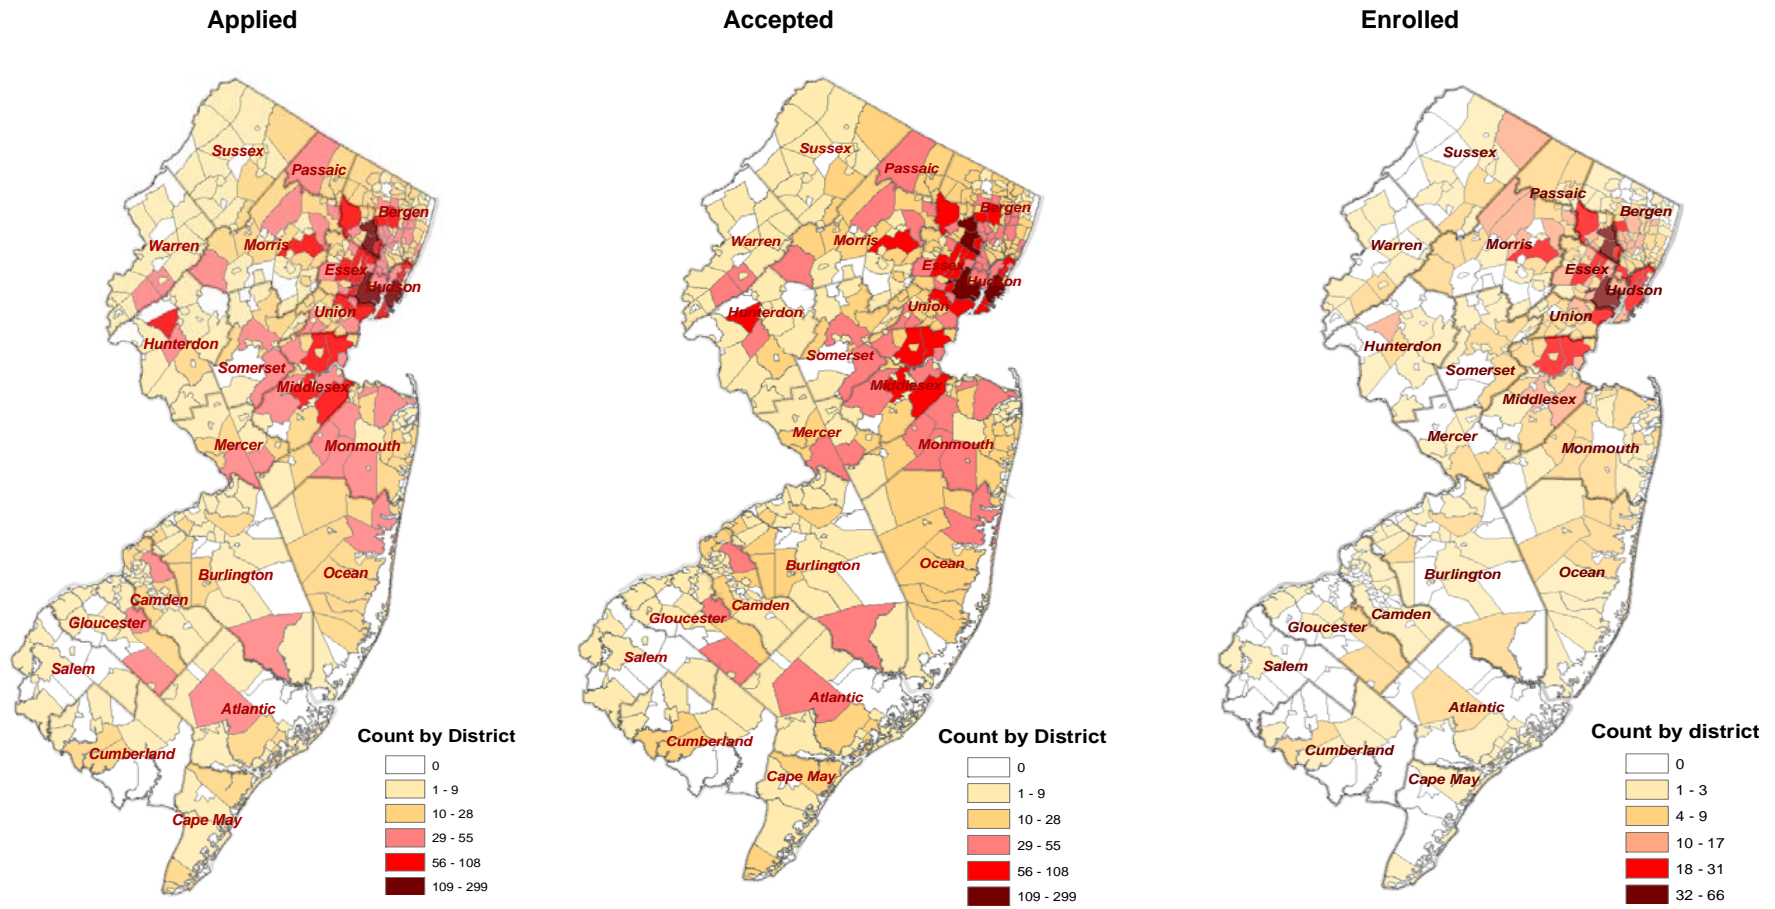 Applied
Sussex
Passaic
Bergen
Warren
Morris
Essex
Hudson
Union
Hunterdon
Somerset
Middlesex
Mercer
Monmouth
Burlington
Ocean
Camden
Gloucester
Salem
Atlantic
Cumberland
Cape May
Count by District
0
1 - 9
10 - 28
29 - 55
56 - 108
109 - 299
Accepted
Sussex
Passaic
Bergen
Warren
Morris
Essex
Hudson
Union
Hunterdon
Somerset
Middlesex
Mercer
Monmouth
Burlington
Ocean
Camden
Gloucester
Salem
Atlantic
Cumberland
Cape May
Count by District
0
1 - 9
10 - 28
29 - 55
56 - 108
109 - 299
Enrolled
Sussex
Passaic
Bergen
Warren
Morris
Essex
Hudson
Union
Hunterdon
Somerset
Middlesex
Mercer
Monmouth
Burlington
Ocean
Camden
Gloucester
Salem
Atlantic
Cumberland
Cape May
Count by district
0
1 - 3
4 - 9
10 - 17
18 - 31
32 - 66